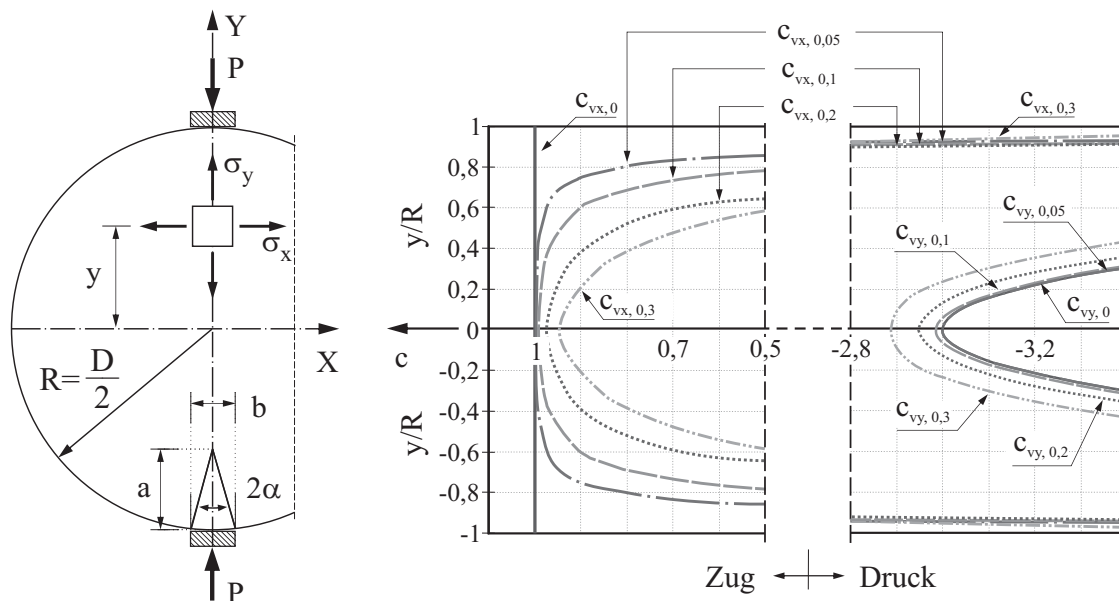 Y
P
σy
σx
y
X
R=D/2
b
a
2α
P
cvx, 0,05
cvx, 0,1
cvx, 0,2
cvx, 0
cvx, 0,3
1
0,8
0,6
0,4
0,2
0
-0,2
-0,4
-0,6
-0,8
-1
y/R
y/R
c
1
0,7
0,5
-2,8
-3,2
cvx, 0,3
cvy, 0,05
cvy, 0,1
cvy, 0
cvy, 0,3
cvy, 0,2
Zug
Druck